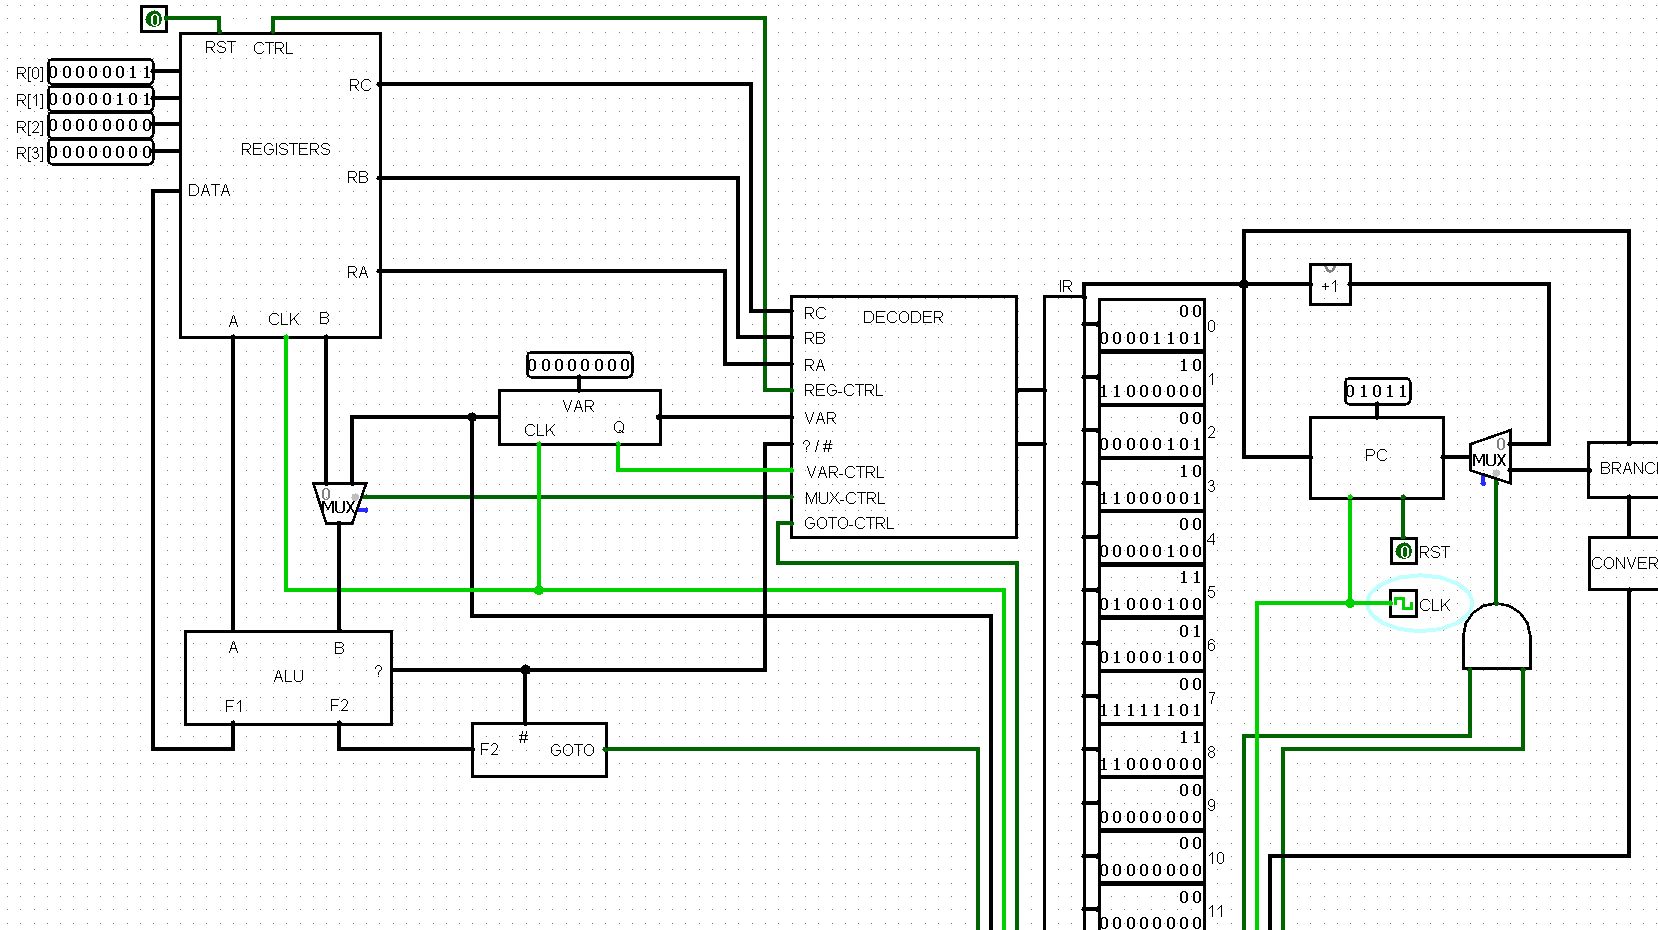 0
RST CTRL
R[0] 00000011
R[1] 00000101
R[2] 00000000
R[3] 00000000
RC
REGISTERS
RB
DATA
RA
A CLK B
00000000
VAR
CLK Q
0
MUX
A B
ALU ?
F1 F2
#
F2 GOTO
RC DECODER
RB
RA
REG-CTRL
VAR
?/#
VAR-CTRL
MUX-CTRL
GOTO-CTRL
IR
00
00001101 0
10
11000000 1
00
00000101 2
10
11000001 3
00
00000100 4
11
01000100 5
01
01000100 6
00
11111101 7
11
11000000 8
00
00000000 9
00
00000000 10
00
00000000 11
+1
01011
PC
0
MUX
BRANC
0 RST
CLK
CONVER